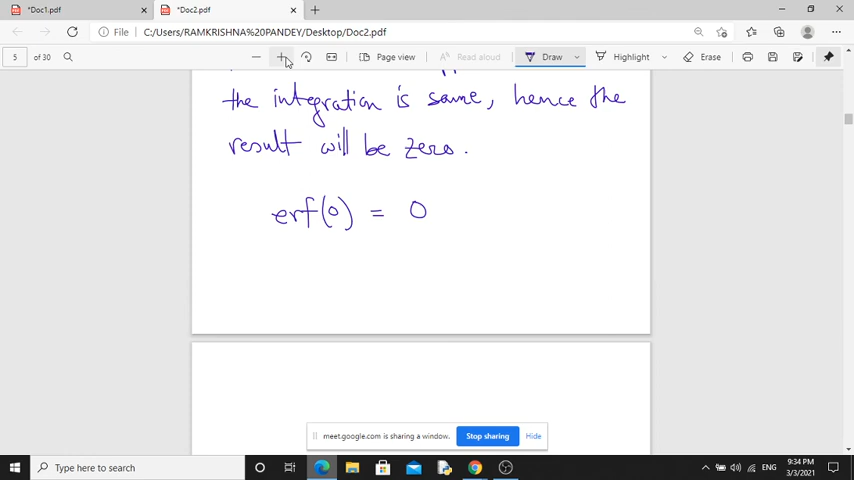 *Doc1.pdf
*Doc2.pdf
File
C:/Users/RAMKRISHNA%20PANDEY/Desktop/Doc2.pdf
5
of 30
Page view
Read aloud
Draw
Highlight
Erase
the integration is same, hence the
result will be zero.
erf(0) = 0
meet.google.com is sharing a window.
Stop sharing
Hide
Type here to search
ENG
9:34 PM
3/3/2021